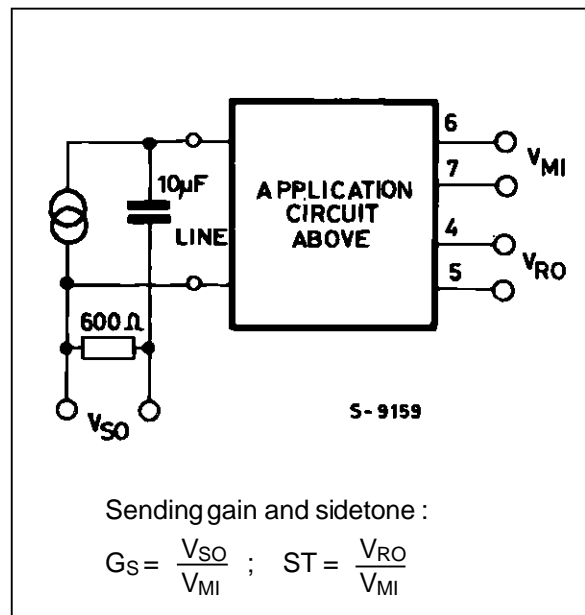 6
V_MI
7
10µF
APPLICATION
CIRCUIT
ABOVE
LINE
4
V_RO
5
600Ω
V_SO
S-9159
Sending gain and sidetone :
G_S = V_SO / V_MI ; ST = V_RO / V_MI